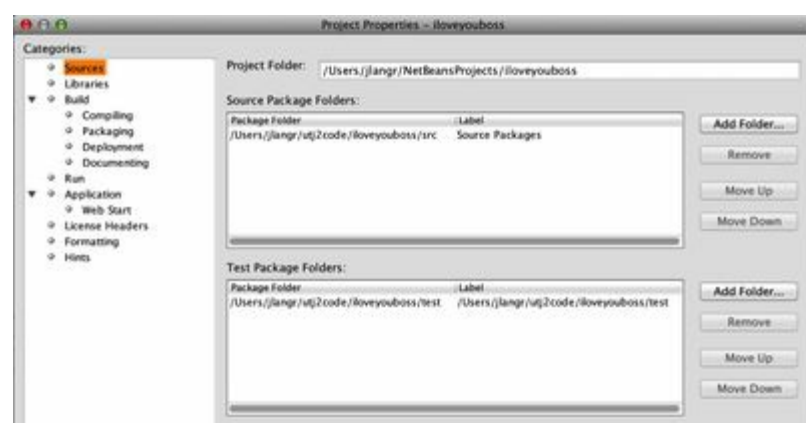 Project Properties – iloveyouboss
Categories:
Sources
Libraries
Build
Compiling
Packaging
Deployment
Documenting
Run
Application
Web Start
License Headers
Formatting
Hints
Project Folder: /Users/jlangr/NetBeansProjects/iloveyouboss
Source Package Folders:
Package Folder Label
/Users/jlangr/utj2code/iloveyouboss/src Source Packages
Add Folder...
Remove
Move Up
Move Down
Test Package Folders:
Package Folder Label
/Users/jlangr/utj2code/iloveyouboss/test /Users/jlangr/utj2code/iloveyouboss/test
Add Folder...
Remove
Move Up
Move Down